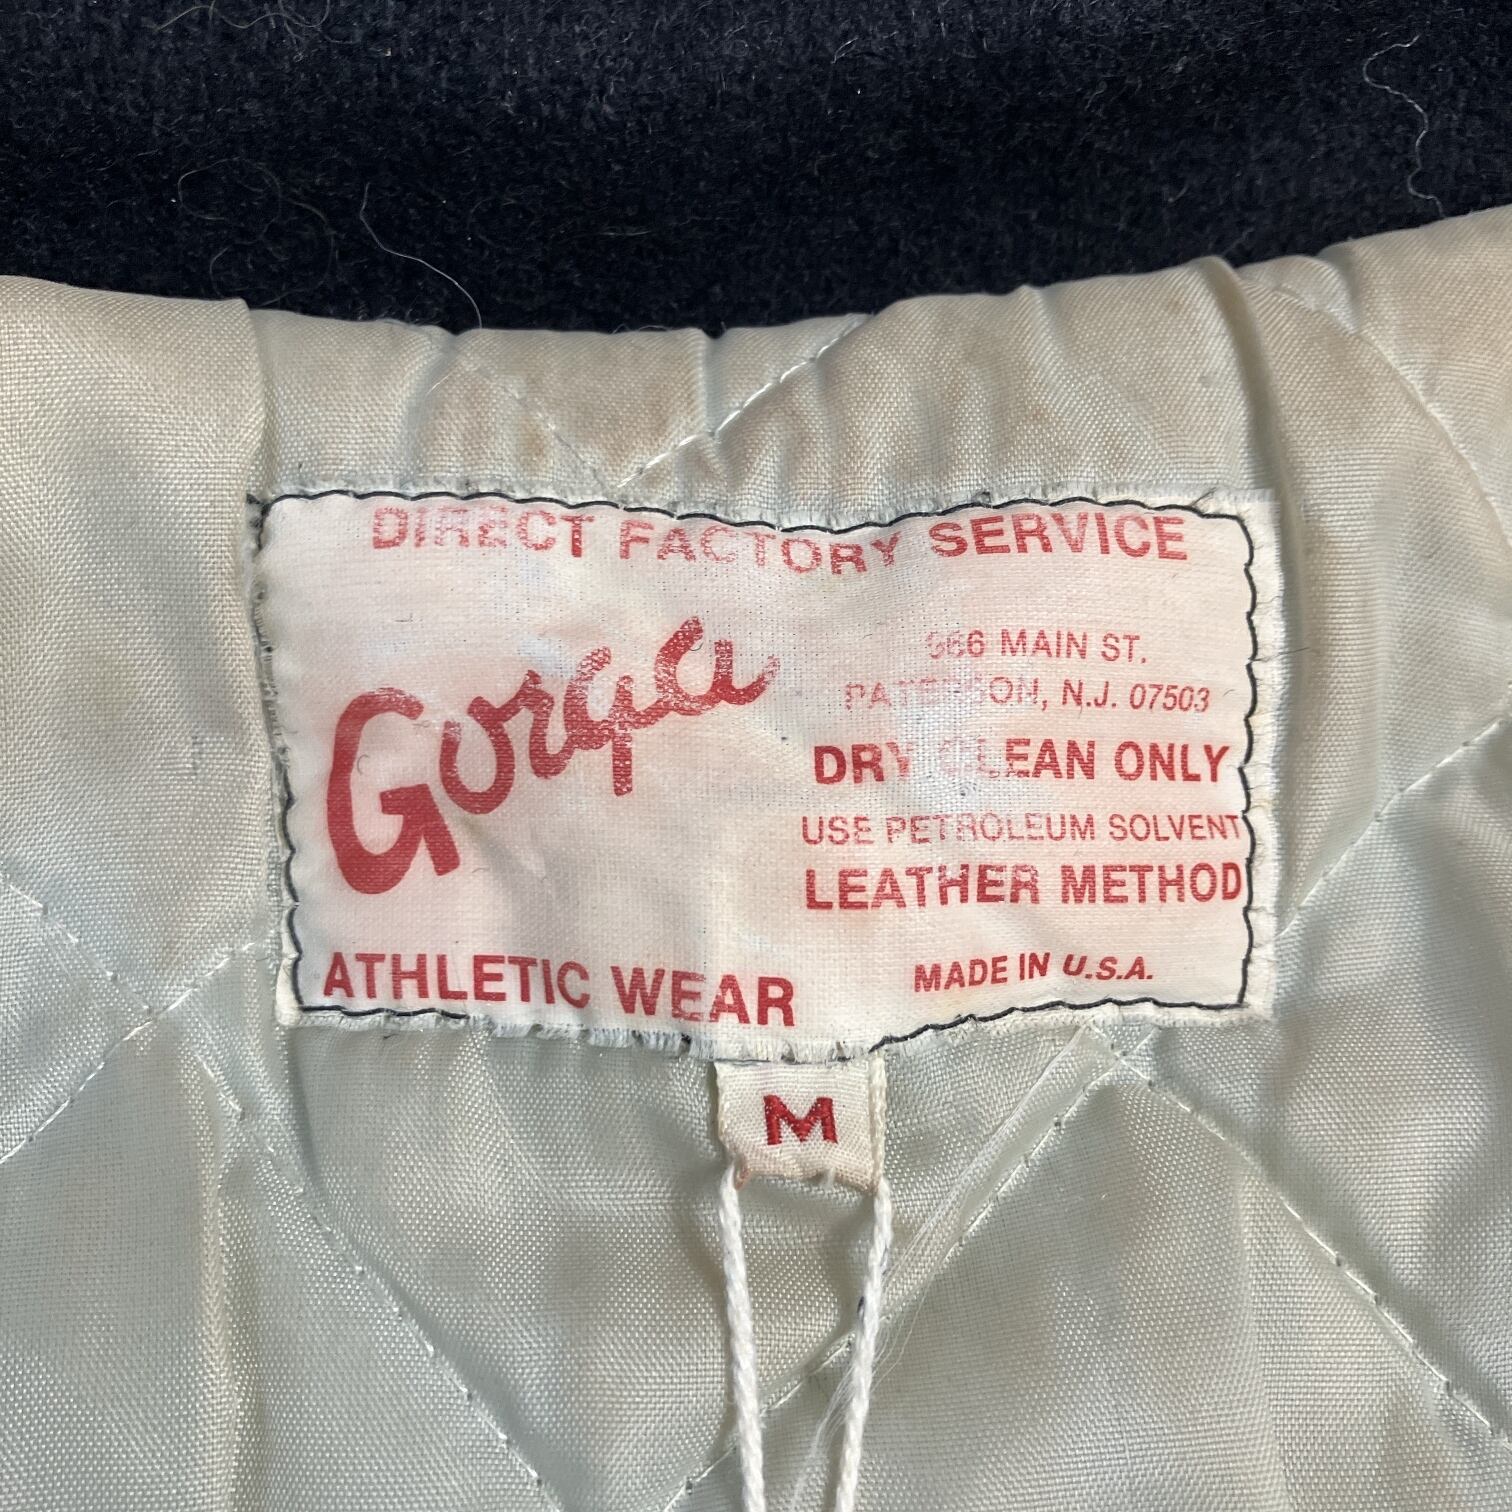 DIRECT FACTORY SERVICE
Gorga
ATHLETIC WEAR
MAIN ST.
PATERSON, N.J. 07503
DRY CLEAN ONLY
USE PETROLEUM SOLVENT
LEATHER METHOD
MADE IN U.S.A.
M